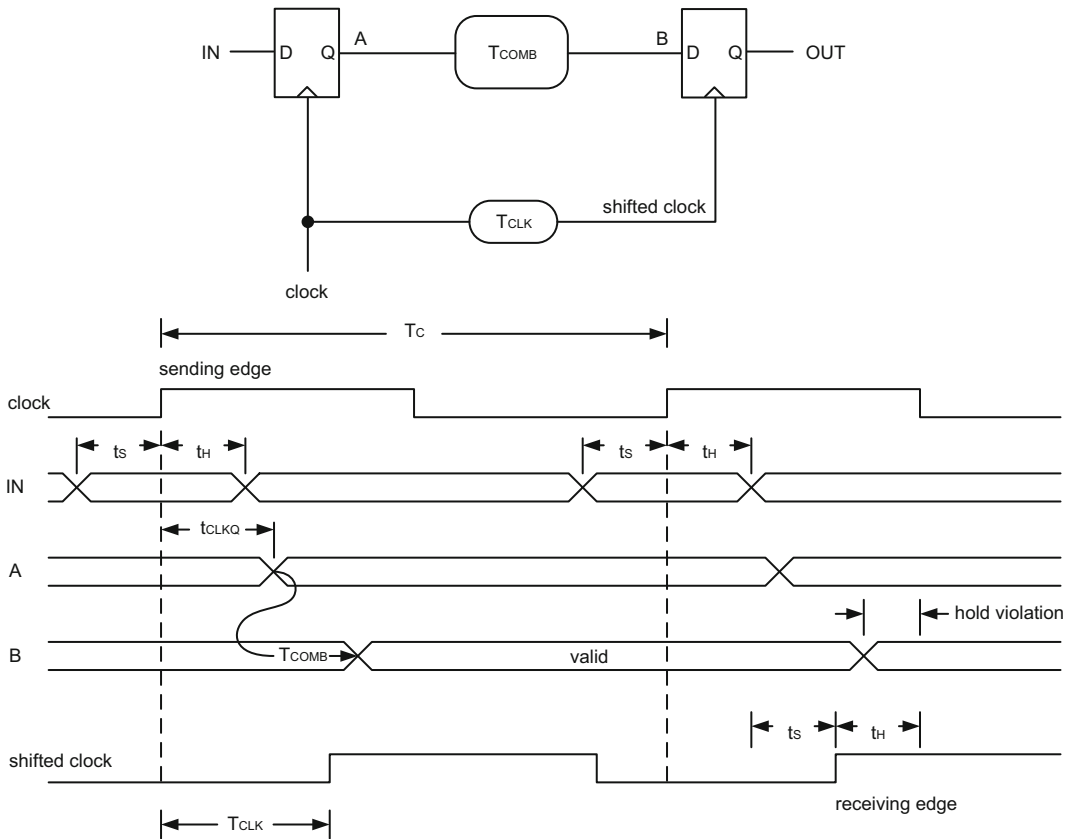 IN D Q A TCOMB B D Q OUT
TCLK shifted clock
clock
TC
sending edge
clock
tS tH tS tH
IN
tCLKQ
A
hold violation
B TCOMB valid
tS tH
shifted clock
receiving edge
TCLK